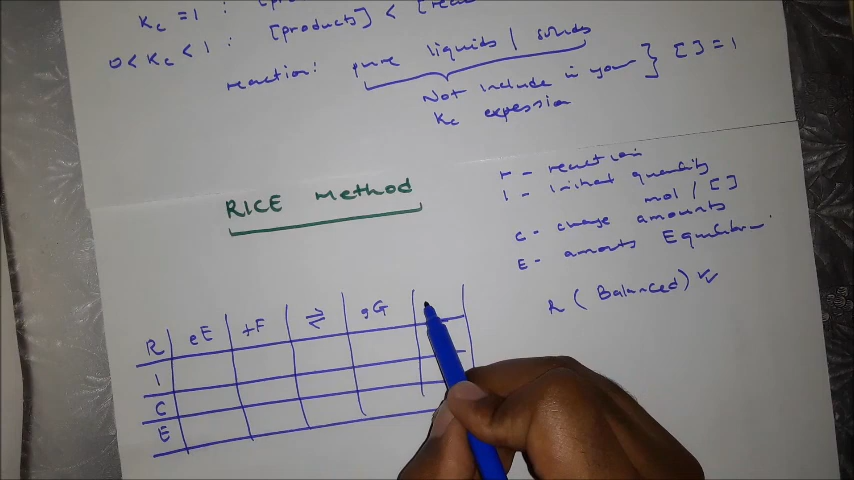 Kc = 1 :
0 < Kc < 1 : [products] <
reaction: pure liquids / solids
Not include in your } [ ] = 1
Kc expession
RICE Method
r - reaction
I - Initial quantity
mol / [ ]
C - change amounts
E - amounts Equilibrium
R ( Balanced)
R eE +F ⇌ gG
I
C
E